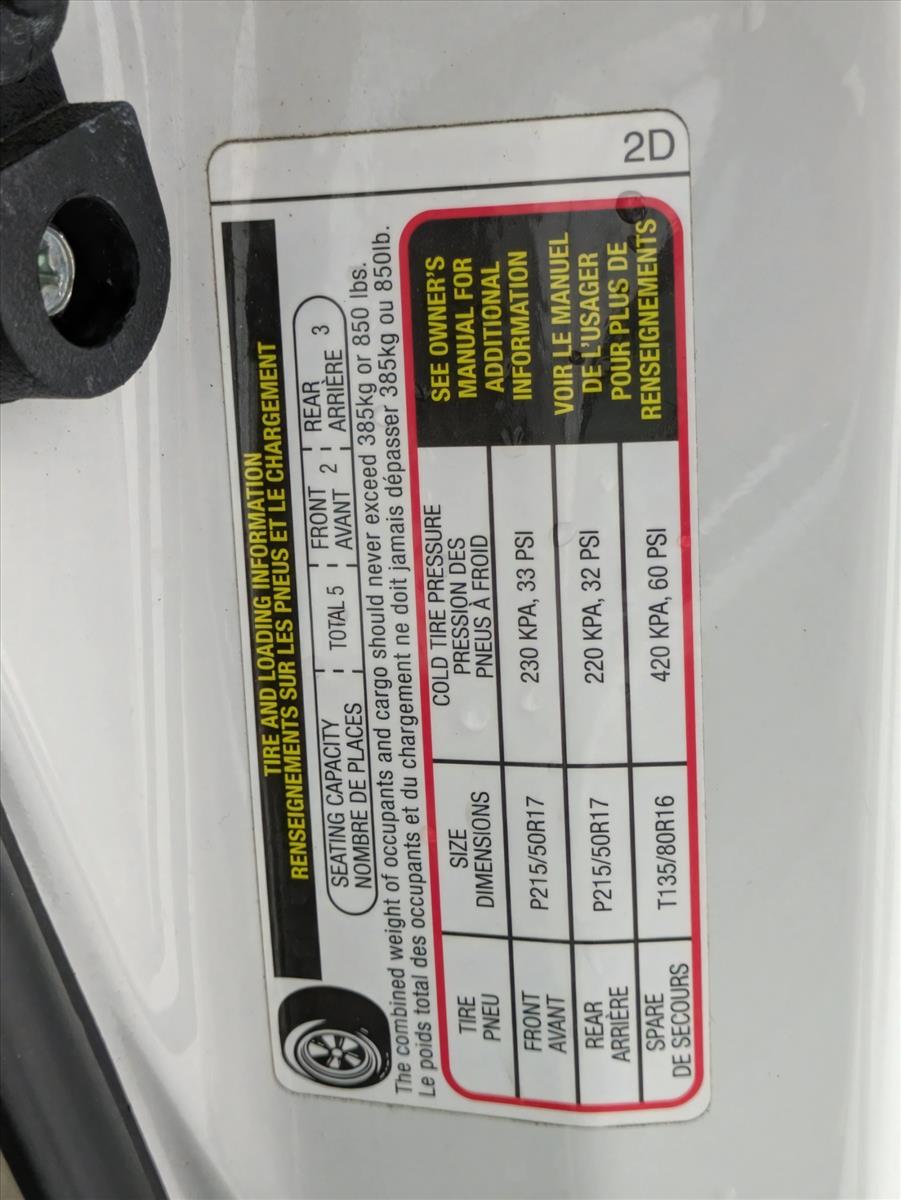 2D
TIRE AND LOADING INFORMATION
RENSEIGNEMENTS SUR LES PNEUS ET LE CHARGEMENT
SEATING CAPACITY
NOMBRE DE PLACES
TOTAL 5
FRONT
AVANT 2
REAR
ARRIÈRE 3
The combined weight of occupants and cargo should never exceed 385kg or 850 lbs.
Le poids total des occupants et du chargement ne doit jamais dépasser 385kg ou 850lb.
TIRE
PNEU
SIZE
DIMENSIONS
COLD TIRE PRESSURE
PRESSION DES
PNEUS À FROID
FRONT
AVANT
P215/50R17
230 KPA, 33 PSI
REAR
ARRIÈRE
P215/50R17
220 KPA, 32 PSI
SPARE
DE SECOURS
T135/80R16
420 KPA, 60 PSI
SEE OWNER'S
MANUAL FOR
ADDITIONAL
INFORMATION
VOIR LE MANUEL
DE L'USAGER
POUR PLUS DE
RENSEIGNEMENTS